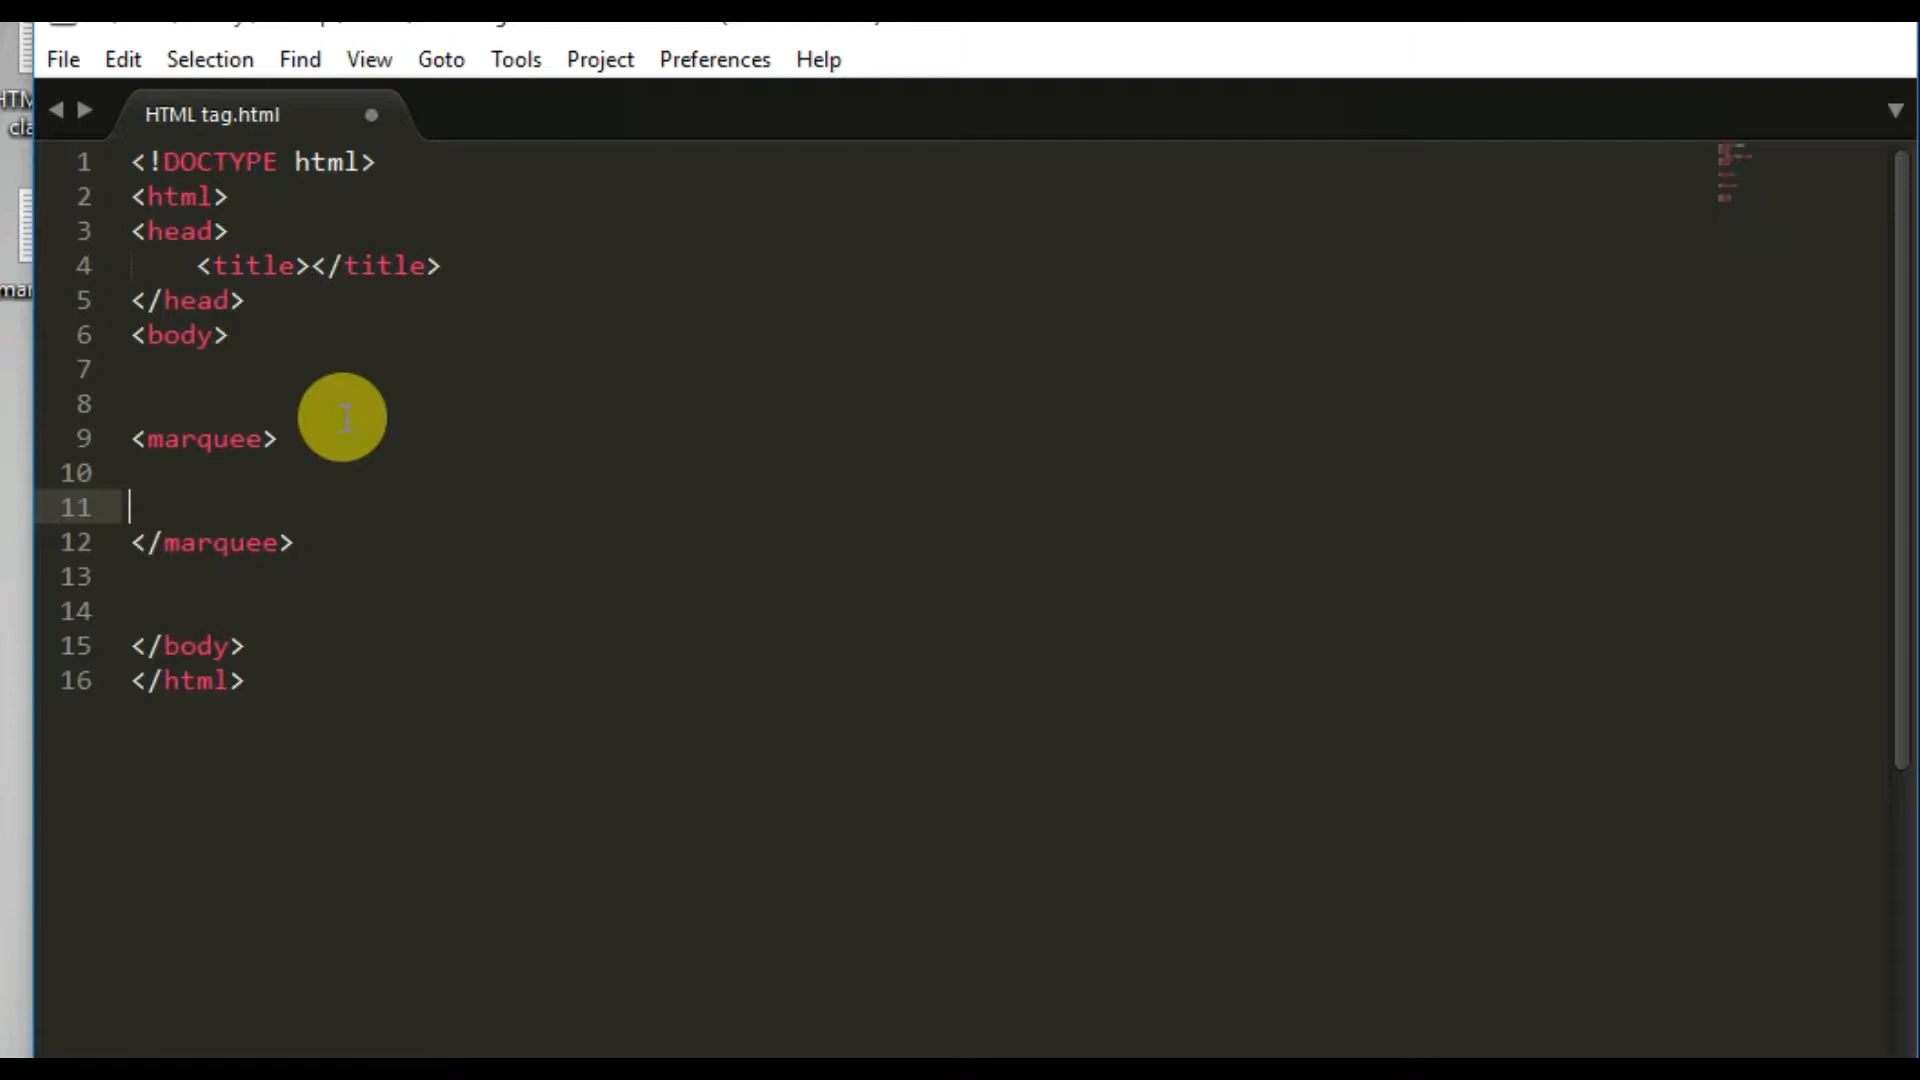 File Edit Selection Find View Goto Tools Project Preferences Help
HTML tag.html
1 <!DOCTYPE html>
2 <html>
3 <head>
4 <title></title>
5 </head>
6 <body>
7
8
9 <marquee>
10
11
12 </marquee>
13
14
15 </body>
16 </html>